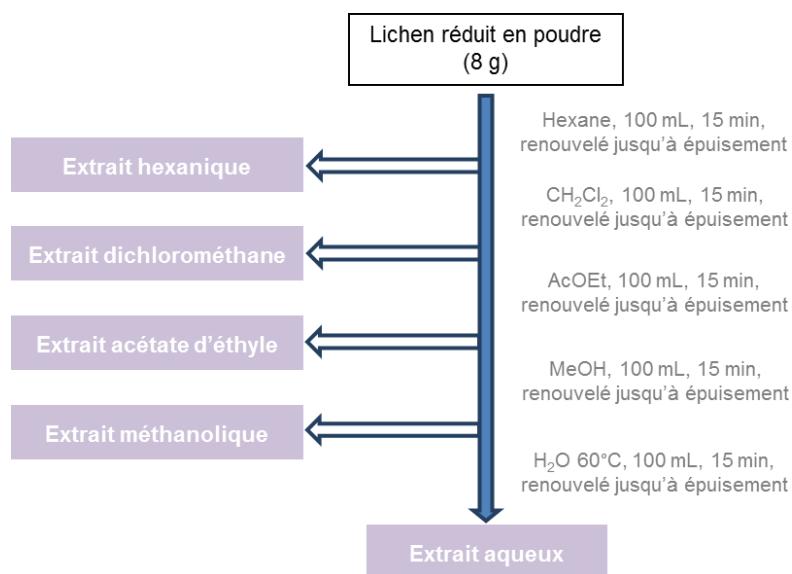 Lichen réduit en poudre
(8 g)
Hexane, 100 mL, 15 min,
renouvelé jusqu’à épuisement
Extrait hexanique
CH₂Cl₂, 100 mL, 15 min,
renouvelé jusqu’à épuisement
Extrait dichlorométhane
AcOEt, 100 mL, 15 min,
renouvelé jusqu’à épuisement
Extrait acétate d’éthyle
MeOH, 100 mL, 15 min,
renouvelé jusqu’à épuisement
Extrait méthanolique
H₂O 60°C, 100 mL, 15 min,
renouvelé jusqu’à épuisement
Extrait aqueux